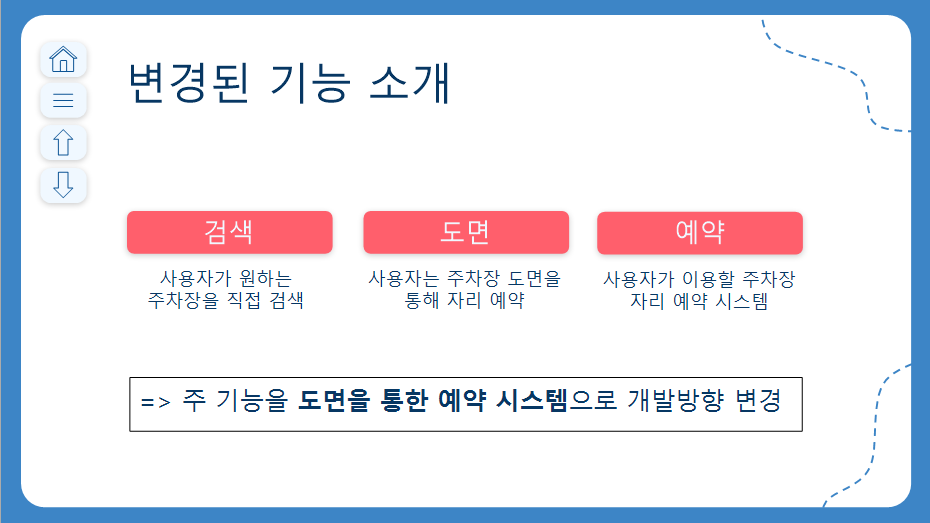 변경된 기능 소개
검색
사용자가 원하는
주차장을 직접 검색
도면
사용자는 주차장 도면을
통해 자리 예약
예약
사용자가 이용할 주차장
자리 예약 시스템
=> 주 기능을 도면을 통한 예약 시스템으로 개발방향 변경